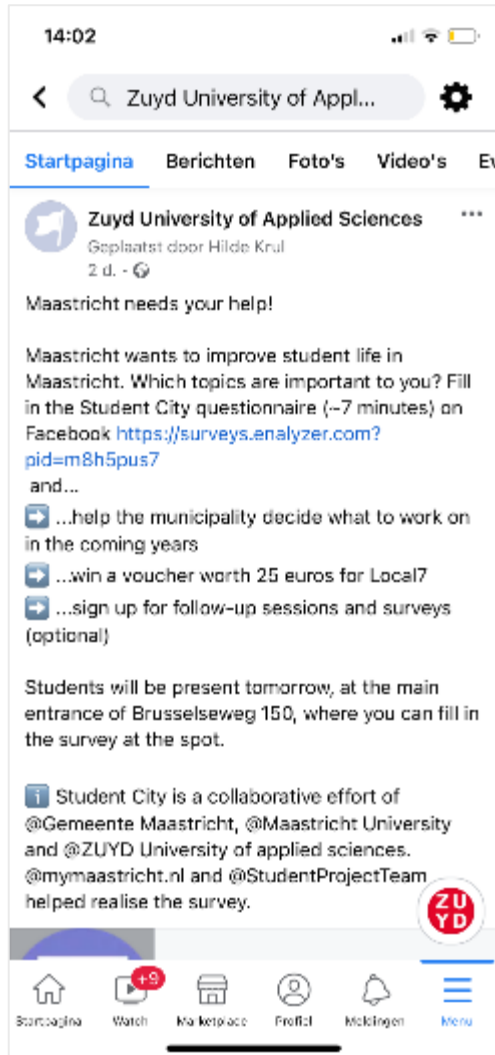 14:02
Zuyd University of Appl...
Startpagina Berichten Foto's Video's Ev
Zuyd University of Applied Sciences
Geplaatst door Hilde Krul
2 d.
Maastricht needs your help!
Maastricht wants to improve student life in
Maastricht. Which topics are important to you? Fill
in the Student City questionnaire (~7 minutes) on
Facebook https://surveys.enalyzer.com?
pid=m8h5pus7
and...
...help the municipality decide what to work on
in the coming years
...win a voucher worth 25 euros for Local7
...sign up for follow-up sessions and surveys
(optional)
Students will be present tomorrow, at the main
entrance of Brusselseweg 150, where you can fill in
the survey at the spot.
i Student City is a collaborative effort of
@Gemeente Maastricht, @Maastricht University
and @ZUYD University of applied sciences.
@mymaastricht.nl and @StudentProjectTeam
helped realise the survey.
ZU
YD
+9
Startpagina Watch Marketplace Profiel Meldingen Menu